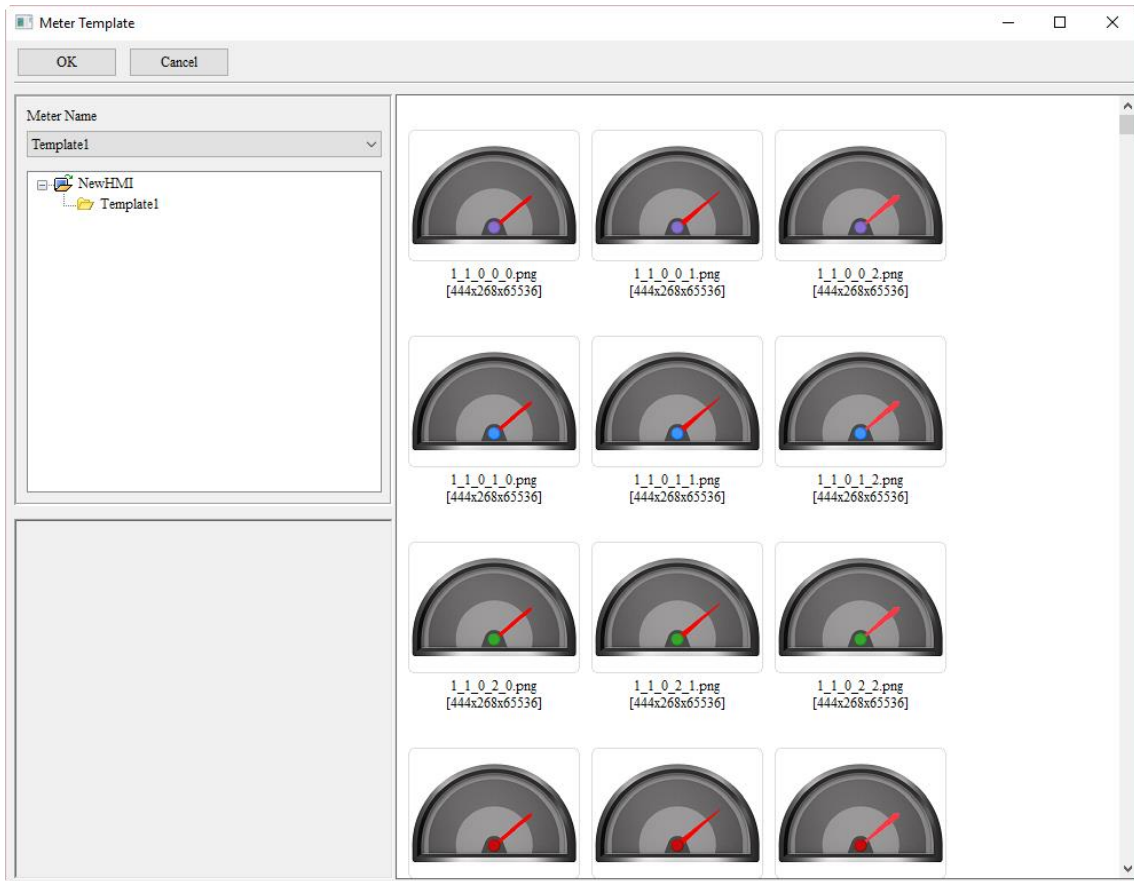 Meter Template
OK
Cancel
Meter Name
Template1
NewHMI
Template1
1_1_0_0_0.png
[444x268x65536]
1_1_0_0_1.png
[444x268x65536]
1_1_0_0_2.png
[444x268x65536]
1_1_0_1_0.png
[444x268x65536]
1_1_0_1_1.png
[444x268x65536]
1_1_0_1_2.png
[444x268x65536]
1_1_0_2_0.png
[444x268x65536]
1_1_0_2_1.png
[444x268x65536]
1_1_0_2_2.png
[444x268x65536]